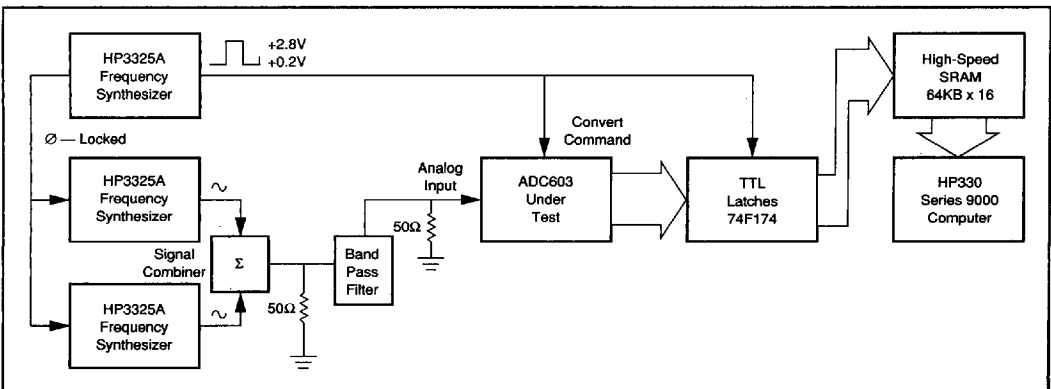 HP3325A
Frequency
Synthesizer
+2.8V
+0.2V
Ø — Locked
HP3325A
Frequency
Synthesizer
Signal
Combiner
Σ
HP3325A
Frequency
Synthesizer
50Ω
Band
Pass
Filter
50Ω
Analog
Input
Convert
Command
ADC603
Under
Test
TTL
Latches
74F174
High-Speed
SRAM
64KB x 16
HP330
Series 9000
Computer